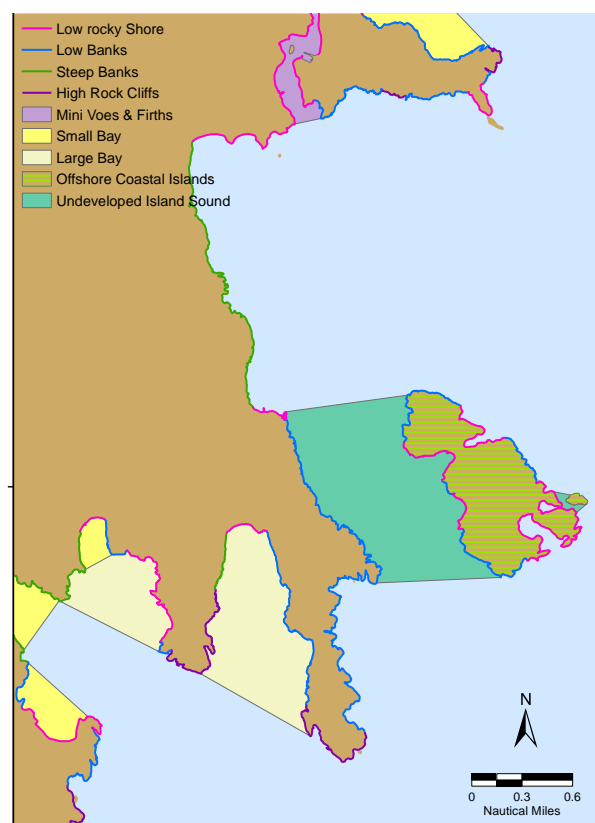 Low rocky Shore
Low Banks
Steep Banks
High Rock Cliffs
Mini Voes & Firths
Small Bay
Large Bay
Offshore Coastal Islands
Undeveloped Island Sound
N
0 0.3 0.6
Nautical Miles